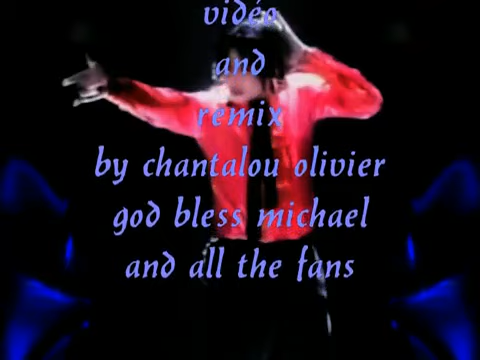 vidéo
and
remix
by chantalou olivier
god bless michael
and all the fans